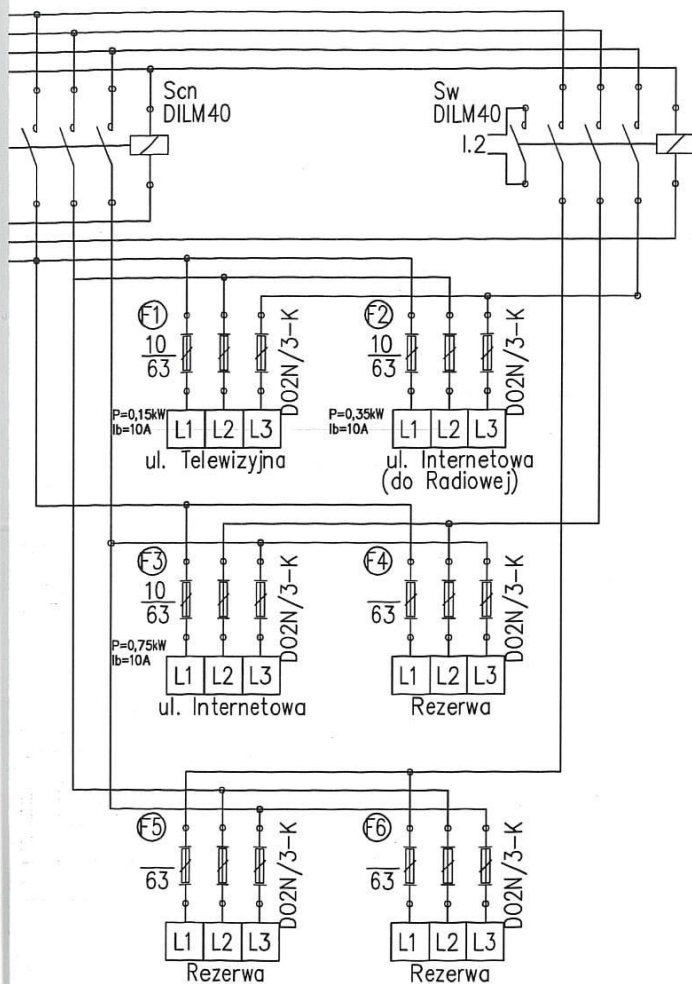 Scn
DILM40
Sw
DILM40
I.2
F1
10
63
D02N/3-K
P=0,15kW
Ib=10A
L1 L2 L3
ul. Telewizyjna
F2
10
63
D02N/3-K
P=0,35kW
Ib=10A
L1 L2 L3
ul. Internetowa
(do Radiowej)
F3
10
63
D02N/3-K
P=0,75kW
Ib=10A
L1 L2 L3
ul. Internetowa
F4
63
D02N/3-K
L1 L2 L3
Rezerwa
F5
63
D02N/3-K
L1 L2 L3
Rezerwa
F6
63
D02N/3-K
L1 L2 L3
Rezerwa